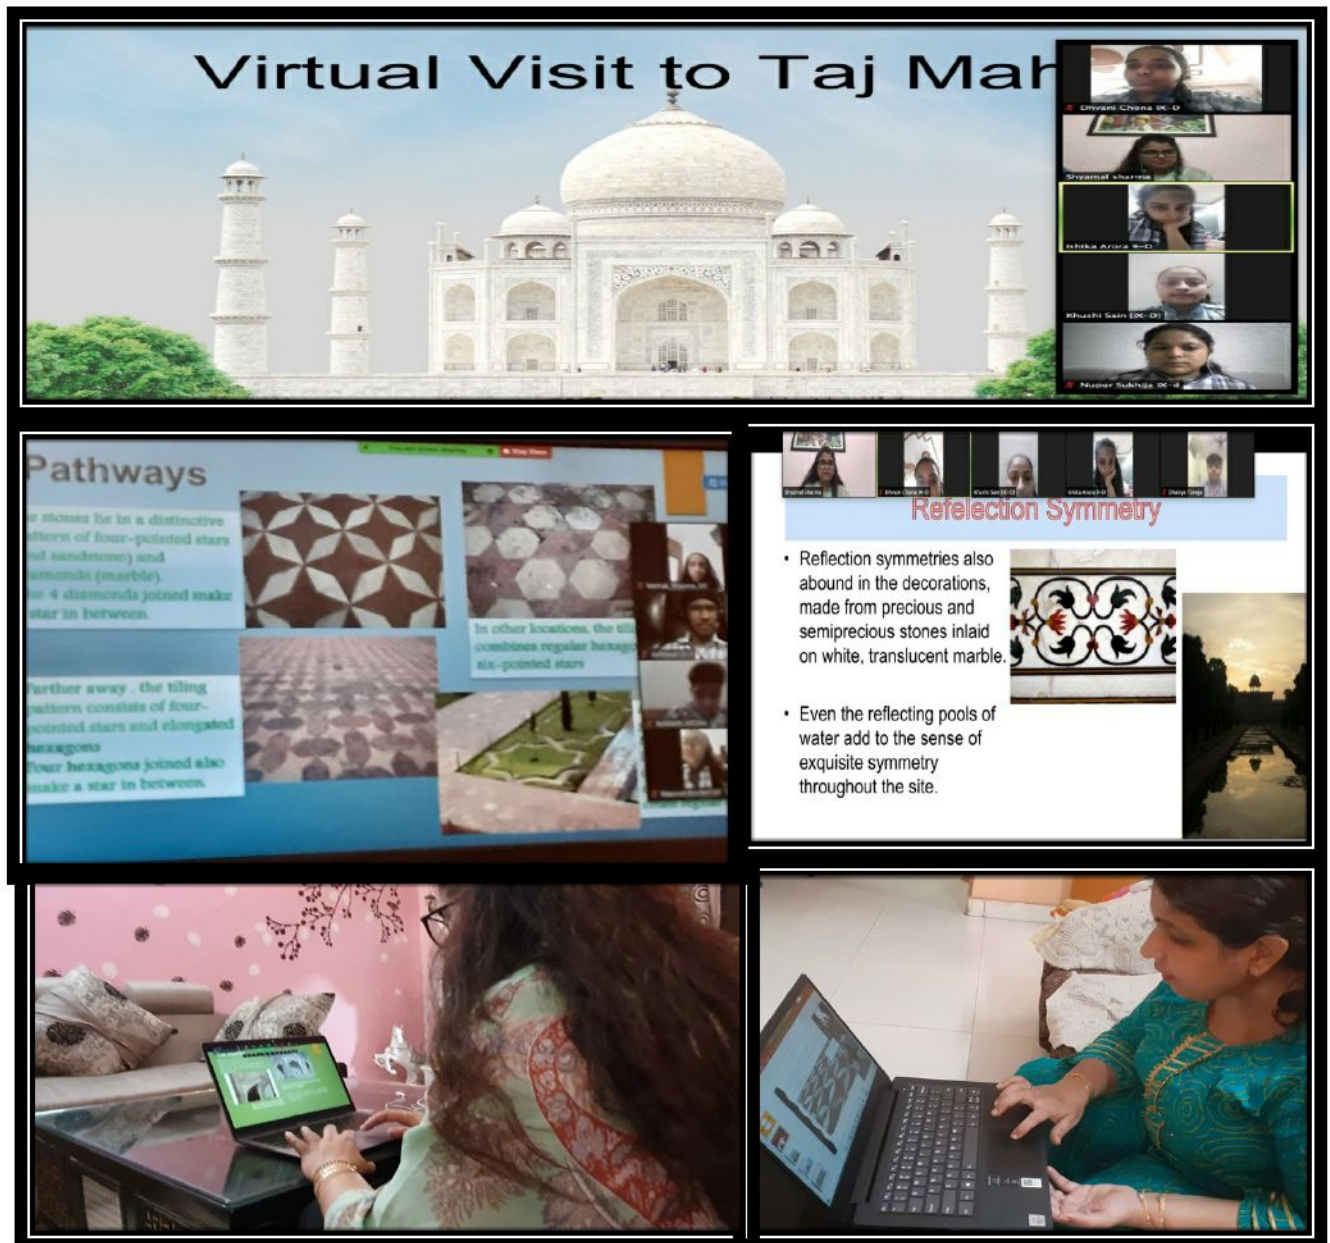 Virtual Visit to Taj Mah
Dhvani Chona IX-D
Shyamal sharma
Ishika Arora 9-D
Khushi Sain (IX-D)
Nupur Sukhija IX-d
Pathways
e stones lie in a distinctive
attern of four-pointed stars
nd sandstone) and
amonds (marble).
he 4 diamonds joined make
star in between.
In other locations, the til
combines regular hexago
six-pointed stars
Farther away . the tiling
pattern consists of four-
pointed stars and elongated
hexagons
Four hexagons joined also
make a star in between.
Stop Share
Refelection Symmetry
• Reflection symmetries also
abound in the decorations,
made from precious and
semiprecious stones inlaid
on white, translucent marble.
• Even the reflecting pools of
water add to the sense of
exquisite symmetry
throughout the site.